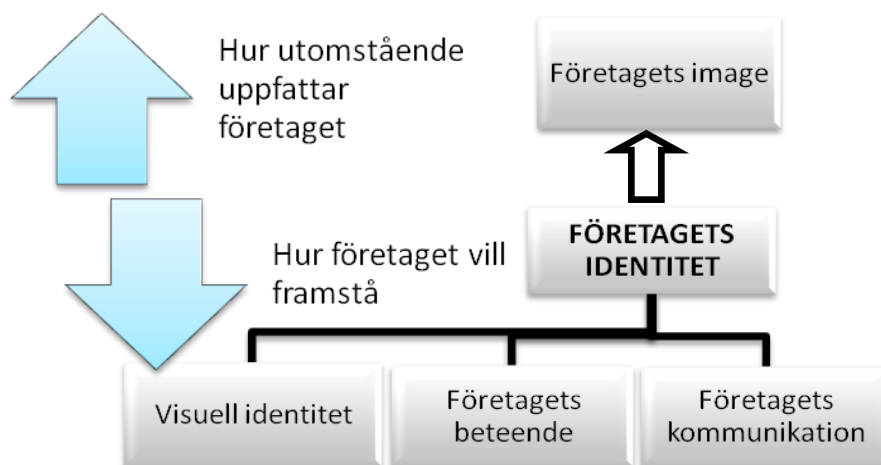 Hur utomstående
uppfattar
företaget
Företagets image
FÖRETAGETS
IDENTITET
Hur företaget vill
framstå
Visuell identitet
Företagets
beteende
Företagets
kommunikation